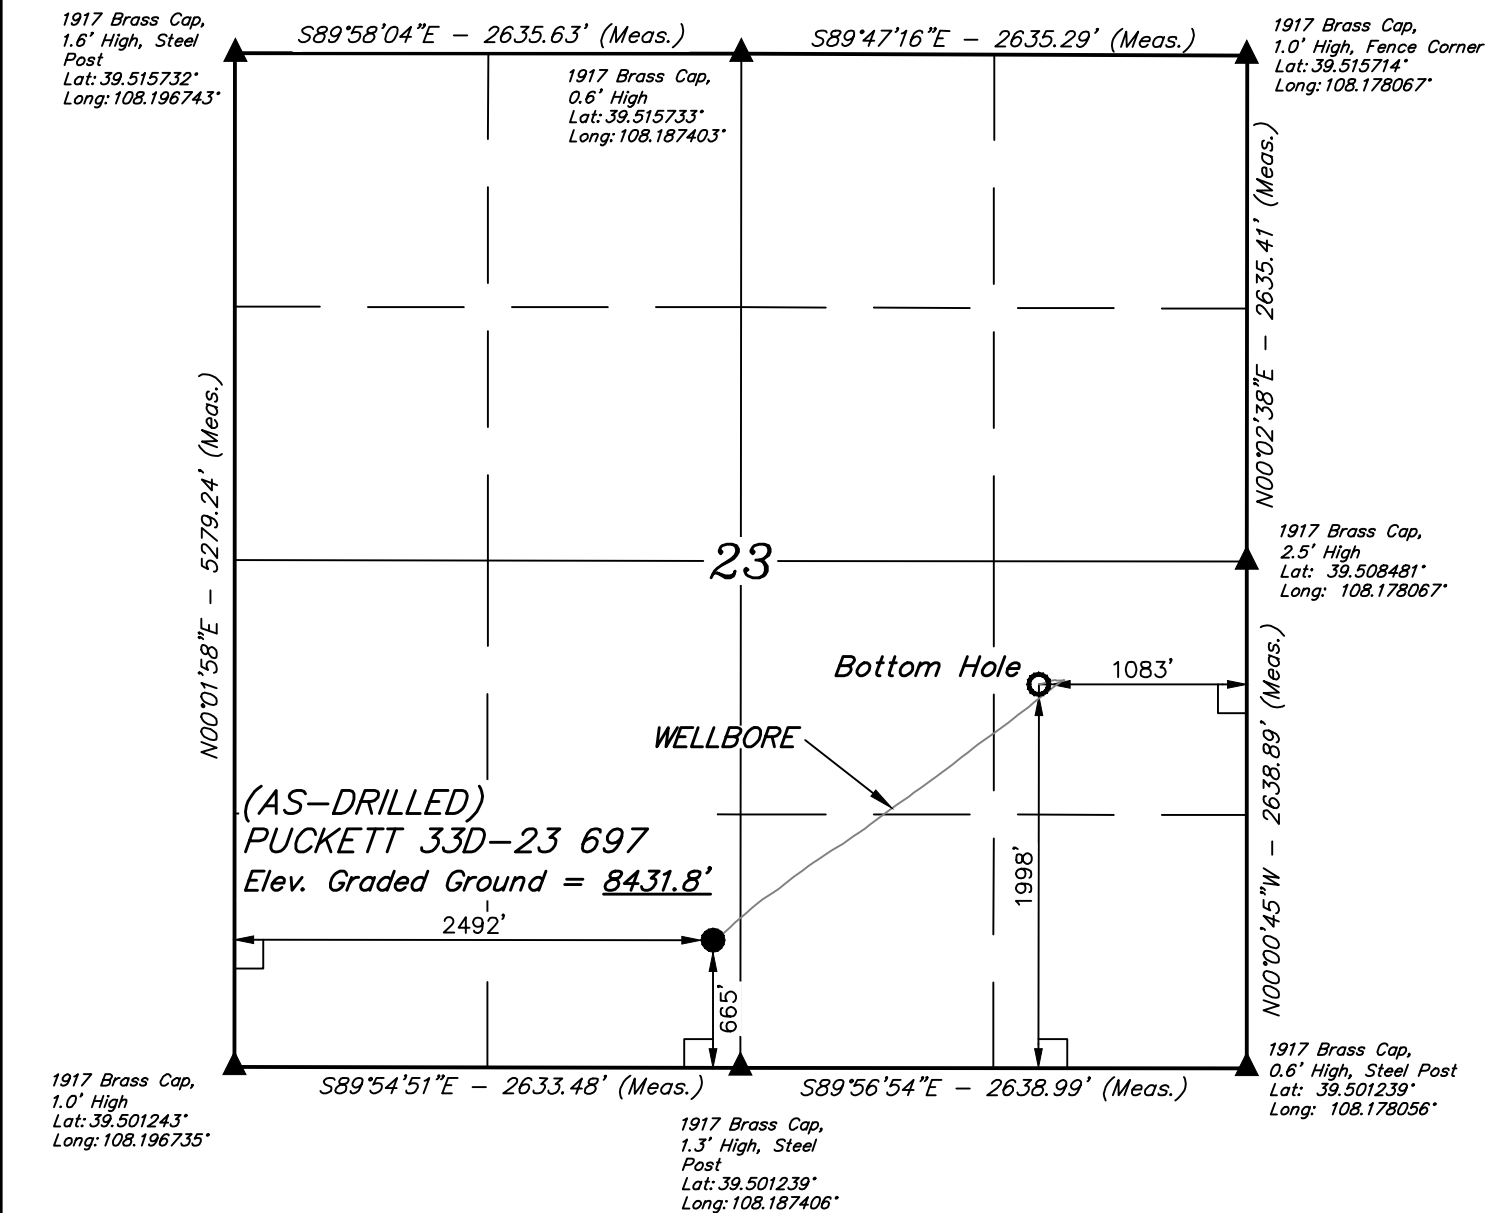 1917 Brass Cap,
1.6' High, Steel
Post
Lat: 39.515732°
Long: 108.196743°
S89°58'04"E - 2635.63' (Meas.)
1917 Brass Cap,
0.6' High
Lat: 39.515733°
Long: 108.187403°
S89°47'16"E - 2635.29' (Meas.)
1917 Brass Cap,
1.0' High, Fence Corner
Lat: 39.515714°
Long: 108.178067°
N00°02'38"E - 2635.41' (Meas.)
N00°01'58"E - 5279.24' (Meas.)
23
1917 Brass Cap,
2.5' High
Lat: 39.508481°
Long: 108.178067°
Bottom Hole
1083'
WELLBORE
N00°00'45"W - 2638.89' (Meas.)
(AS-DRILLED)
PUCKETT 33D-23 697
Elev. Graded Ground = 8431.8'
1998'
2492'
665'
1917 Brass Cap,
1.0' High
Lat: 39.501243°
Long: 108.196735°
S89°54'51"E - 2633.48' (Meas.)
S89°56'54"E - 2638.99' (Meas.)
1917 Brass Cap,
0.6' High, Steel Post
Lat: 39.501239°
Long: 108.178056°
1917 Brass Cap,
1.3' High, Steel
Post
Lat: 39.501239°
Long: 108.187406°